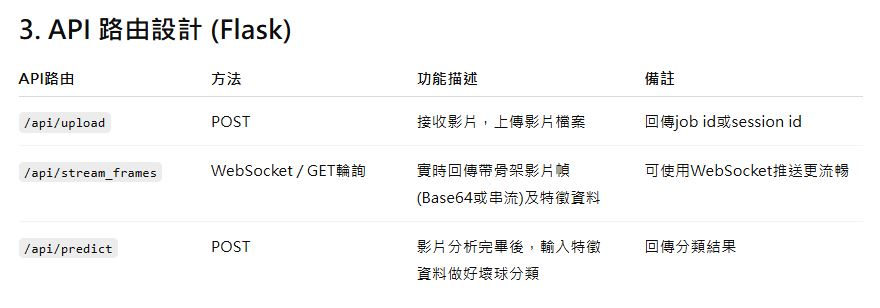 3. API 路由設計 (Flask)
API路由 方法 功能描述 備註
/api/upload POST 接收影片，上傳影片檔案 回傳job id或session id
/api/stream_frames WebSocket / GET輪詢 實時回傳帶骨架影片幀 可使用WebSocket推送更流暢
(Base64或串流)及特徵資料
/api/predict POST 影片分析完畢後，輸入特徵 回傳分類結果
資料做好壞球分類